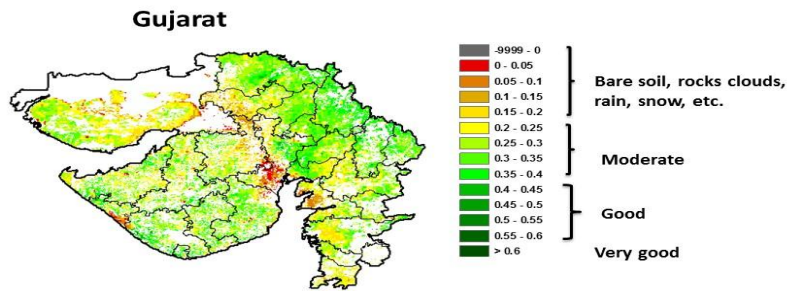 Gujarat
-9999 - 0
0 - 0.05
0.05 - 0.1
0.1 - 0.15
0.15 - 0.2
0.2 - 0.25
0.25 - 0.3
0.3 - 0.35
0.35 - 0.4
0.4 - 0.45
0.45 - 0.5
0.5 - 0.55
0.55 - 0.6
> 0.6
Bare soil, rocks clouds,
rain, snow, etc.
Moderate
Good
Very good